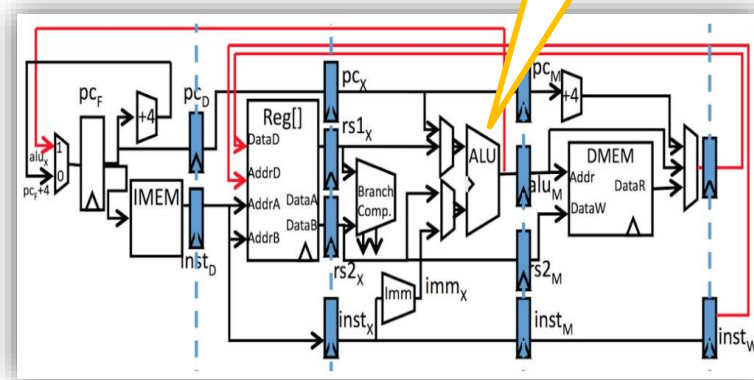 pc_F
+4
pc_D
pc_X
pc_M
+4
Reg[]
rs1_X
ALU
DMEM
DataD
AddrD
AddrA
AddrB
DataA
DataB
alu_X
1
0
pc_F+4
IMEM
Branch
Comp.
alu_M
Addr
DataR
DataW
Inst_D
rs2_X
Imm
imm_X
rs2_M
inst_X
inst_M
inst_W